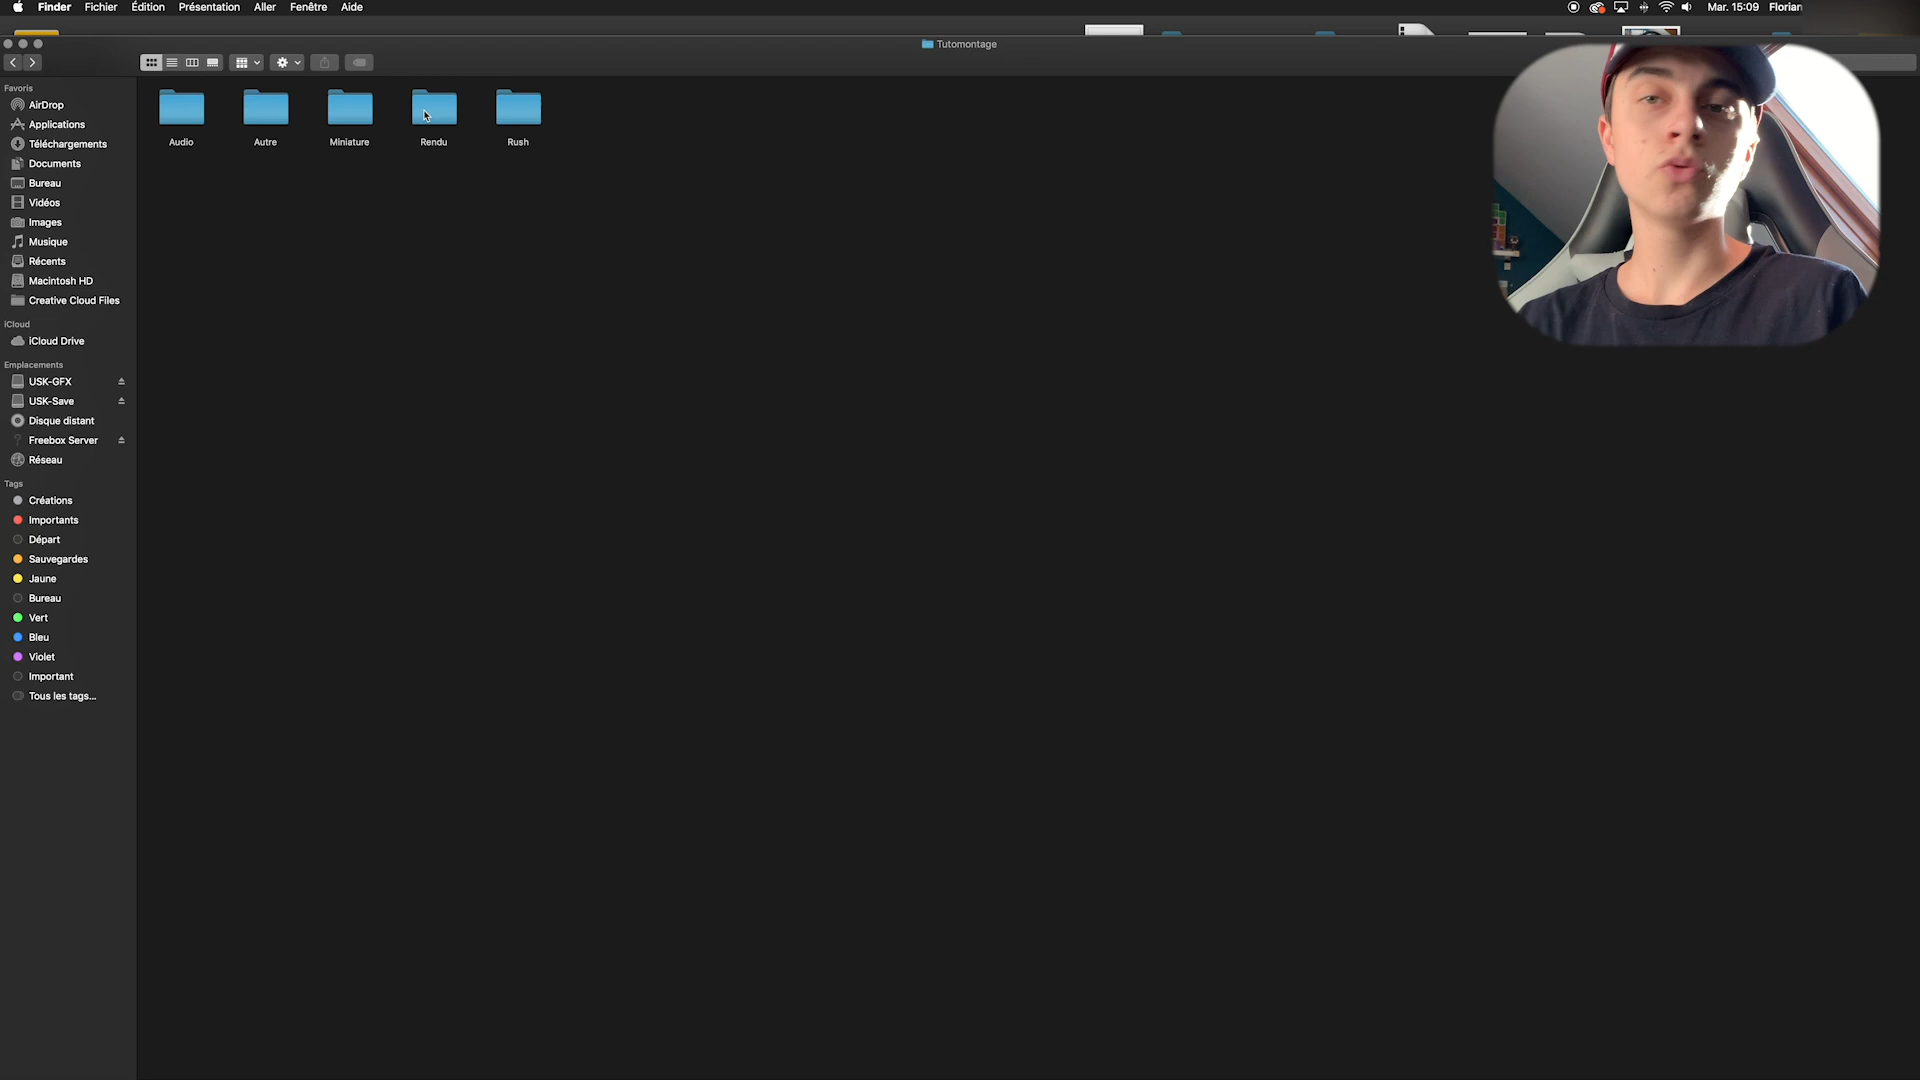 Finder Fichier Édition Présentation Aller Fenêtre Aide Mar. 15:09 Florian
Tutomontage
Favoris
AirDrop
Applications
Téléchargements
Documents
Bureau
Vidéos
Images
Musique
Récents
Macintosh HD
Creative Cloud Files
iCloud
iCloud Drive
Emplacements
USK-GFX
USK-Save
Disque distant
Freebox Server
Réseau
Tags
Créations
Importants
Départ
Sauvegardes
Jaune
Bureau
Vert
Bleu
Violet
Important
Tous les tags...
Audio Autre Miniature Rendu Rush